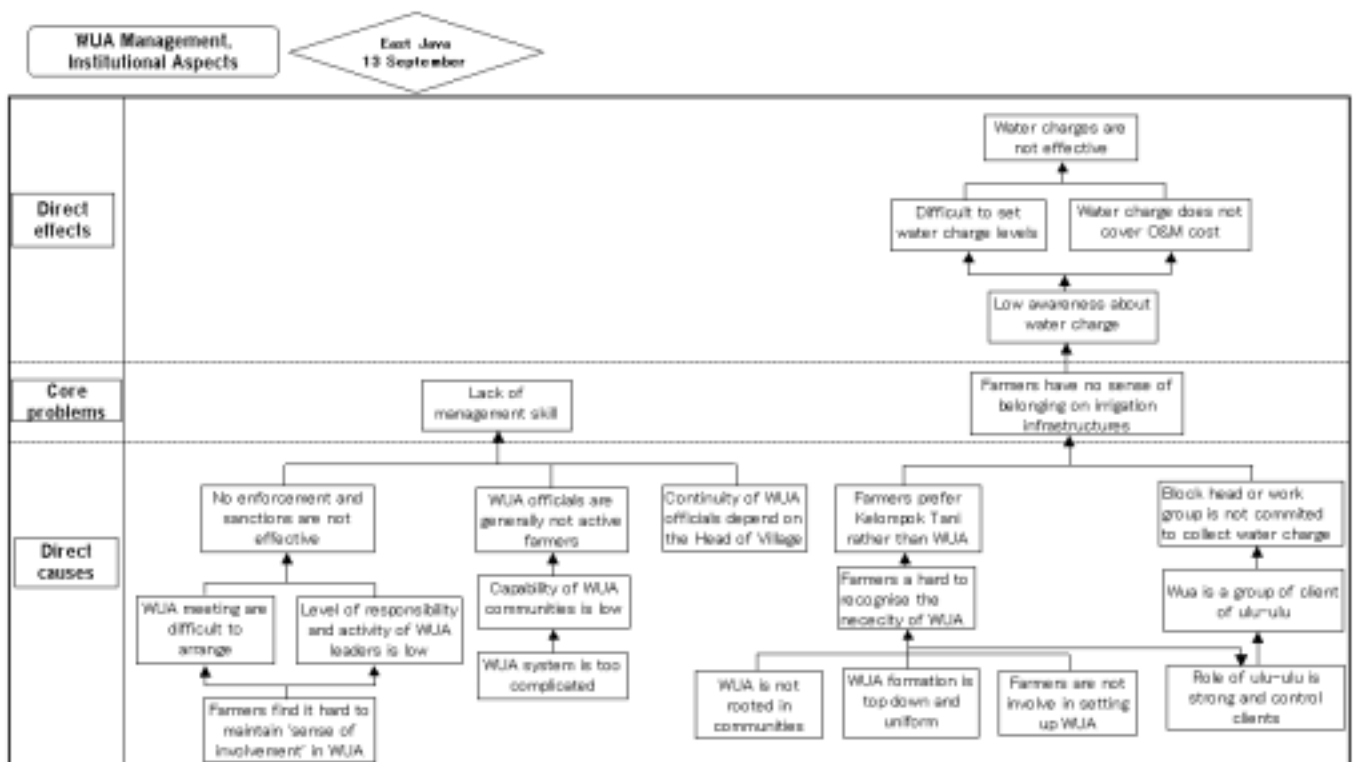 WUA Management,
Institutional Aspects
East Java
13 September
Direct
effects
Water charges are
not effective
Difficult to set
water charge levels
Water charge does not
cover O&M cost
Low awareness about
water charge
Core
problems
Lack of
management skill
Farmers have no sense of
belonging on irrigation
infrastructures
Direct
causes
No enforcement and
sanctions are not
effective
WUA officials are
generally not active
farmers
Continuity of WUA
officials depend on
the Head of Village
Farmers prefer
Kelompok Tani
rather than WUA
Block head or work
group is not commited
to collect water charge
WUA meeting are
difficult to
arrange
Level of responsibility
and activity of WUA
leaders is low
Capability of WUA
communities is low
Farmers a hard to
recognise the
nececity of WUA
Wua is a group of client
of ulu-ulu
WUA system is too
complicated
Farmers find it hard to
maintain 'sense of
involvement' in WUA
WUA is not
rooted in
communities
WUA formation is
top down and
uniform
Farmers are not
involve in setting
up WUA
Role of ulu-ulu is
strong and control
clients